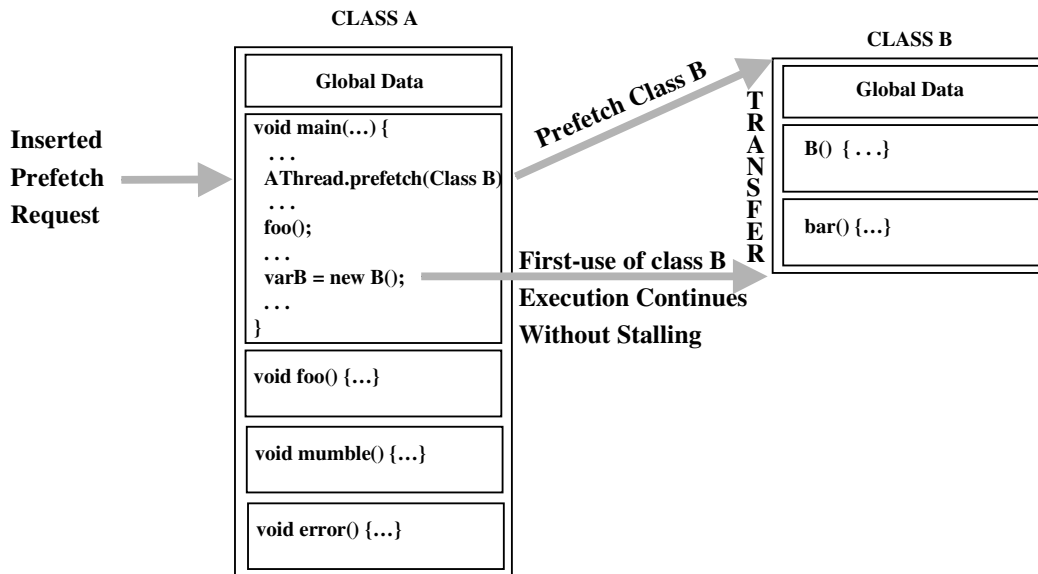 CLASS A
Global Data
void main(…) {
. . .
AThread.prefetch(Class B)
. . .
foo();
. . .
varB = new B();
. . .
}
void foo() {…}
void mumble() {…}
void error() {…}
Inserted
Prefetch
Request
Prefetch Class B
First-use of class B
Execution Continues
Without Stalling
TRANSFER
CLASS B
Global Data
B() { . . .}
bar() {…}